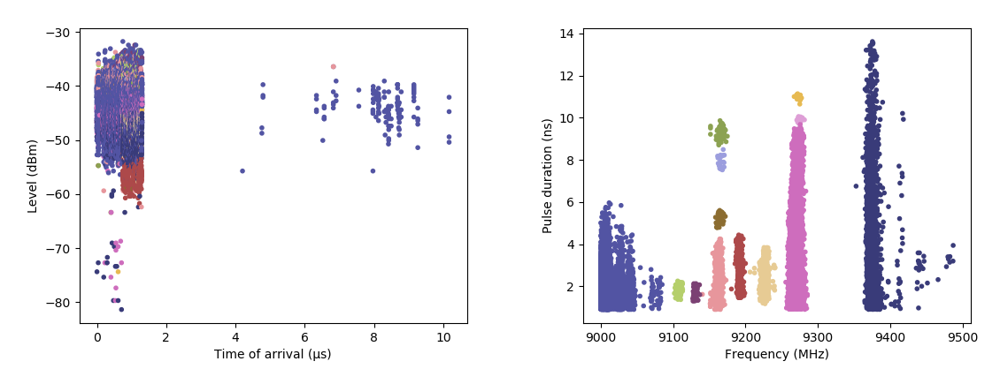 −30
−40
−50
−60
−70
−80
Level (dBm)
0 2 4 6 8 10
Time of arrival (µs)
14
12
10
8
6
4
2
Pulse duration (ns)
9000 9100 9200 9300 9400 9500
Frequency (MHz)